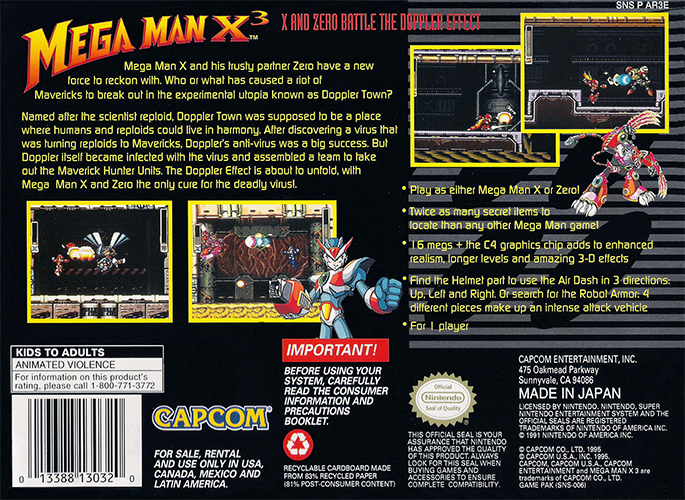 SNS P AR3E
MEGA MAN X3™
X AND ZERO BATTLE THE DOPPLER EFFECT
Mega Man X and his trusty partner Zero have a new
force to reckon with. Who or what has caused a riot of
Mavericks to break out in the experimental utopia known as Doppler Town?
Named after the scientist reploid, Doppler Town was supposed to be a place
where humans and reploids could live in harmony. After discovering a virus that
was turning reploids to Mavericks, Doppler's anti-virus was a big success. But
Doppler itself became infected with the virus and assembled a team to take
out the Maverick Hunter Units. The Doppler Effect is about to unfold, with
Mega Man X and Zero the only cure for the deadly virus!
• Play as either Mega Man X or Zero!
• Twice as many secret items to
locate than any other Mega Man game!
• 16 megs + the C4 graphics chip adds to enhanced
realism, longer levels and amazing 3-D effects
• Find the Helmet part to use the Air Dash in 3 directions:
Up, Left and Right. Or search for the Robot Armor: 4
different pieces make up an intense attack vehicle
• For 1 player
KIDS TO ADULTS
ANIMATED VIOLENCE
For information on this product's
rating, please call 1-800-771-3772
0 13388 13032 0
CAPCOM
FOR SALE, RENTAL
AND USE ONLY IN USA,
CANADA, MEXICO AND
LATIN AMERICA.
IMPORTANT!
BEFORE USING YOUR
SYSTEM, CAREFULLY
READ THE CONSUMER
INFORMATION AND
PRECAUTIONS
BOOKLET.
RECYCLABLE CARDBOARD MADE
FROM 83% RECYCLED PAPER
(81% POST-CONSUMER CONTENT)
Official
Nintendo
Seal of Quality
THIS OFFICIAL SEAL IS YOUR
ASSURANCE THAT NINTENDO
HAS APPROVED THE QUALITY
OF THIS PRODUCT. ALWAYS
LOOK FOR THIS SEAL WHEN
BUYING GAMES AND
ACCESSORIES TO ENSURE
COMPLETE COMPATIBILITY.
CAPCOM ENTERTAINMENT, INC.
475 Oakmead Parkway
Sunnyvale, CA 94086
MADE IN JAPAN
LICENSED BY NINTENDO. NINTENDO, SUPER
NINTENDO ENTERTAINMENT SYSTEM AND THE
OFFICIAL SEALS ARE REGISTERED
TRADEMARKS OF NINTENDO OF AMERICA INC.
© 1991 NINTENDO OF AMERICA INC.
© CAPCOM CO., LTD. 1995
© CAPCOM U.S.A., INC. 1995.
CAPCOM, CAPCOM U.S.A., CAPCOM
ENTERTAINMENT and MEGA MAN X 3 are
trademarks of CAPCOM CO., LTD.
GAME PAK (SNS-006)